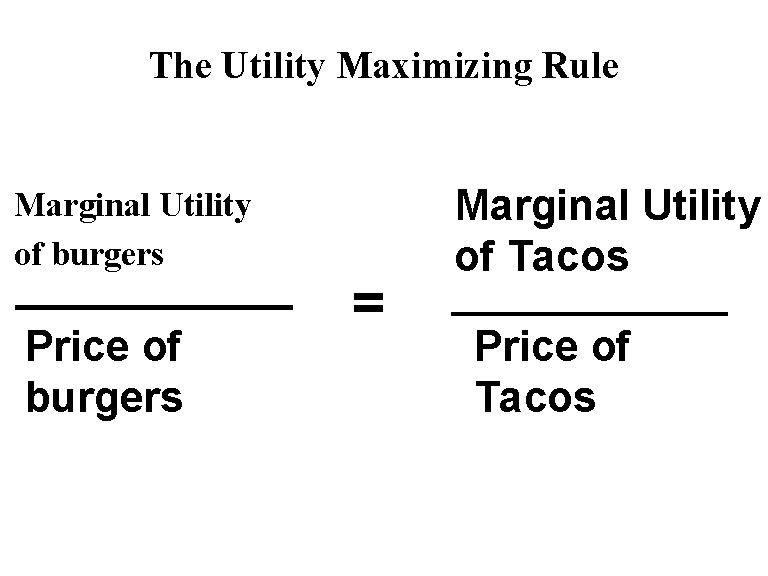 The Utility Maximizing Rule
Marginal Utility
of burgers
Price of
burgers
=
Marginal Utility
of Tacos
Price of
Tacos